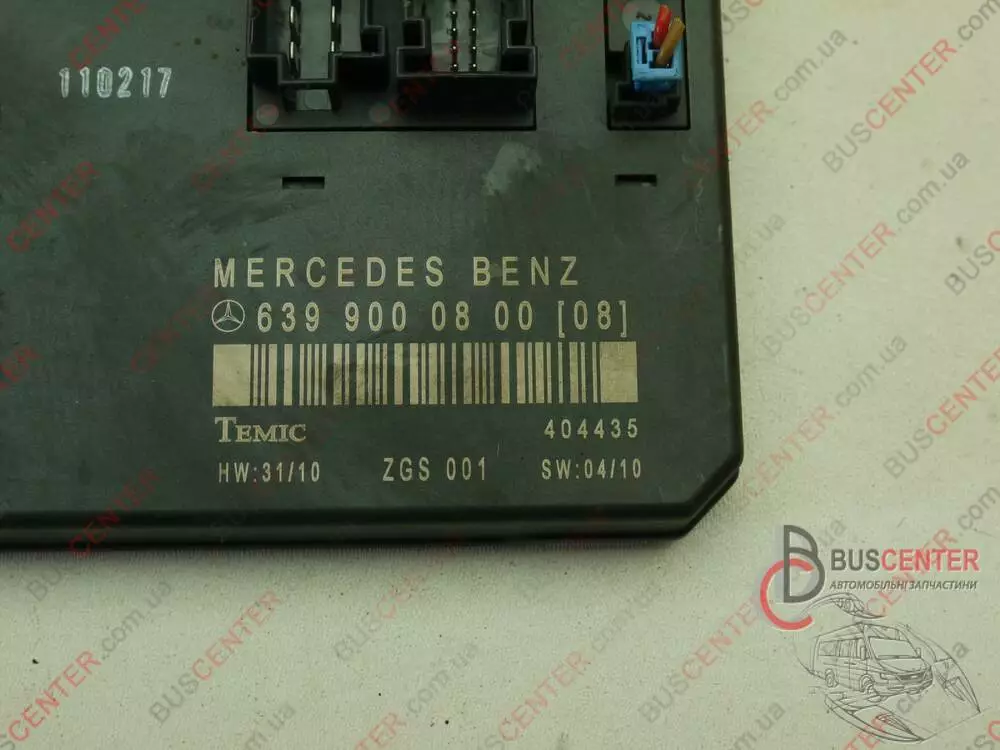 110217
MERCEDES BENZ
639 900 08 00 [08]
TEMIC 404435
HW:31/10 ZGS 001 SW:04/10
BUSCENTER
АВТОМОБІЛЬНІ ЗАПЧАСТИНИ
BUSCENTER.com.ua